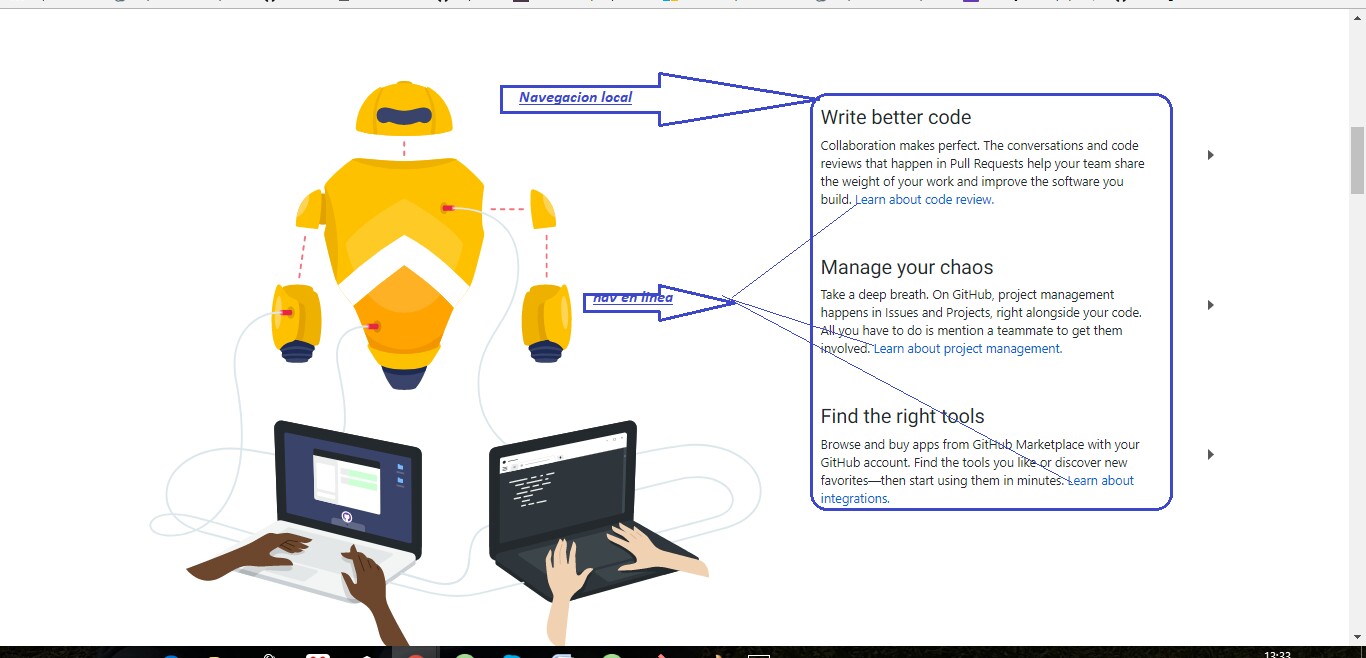 Navegacion local
Write better code
Collaboration makes perfect. The conversations and code
reviews that happen in Pull Requests help your team share
the weight of your work and improve the software you
build. Learn about code review.
Manage your chaos
nav en linea
Take a deep breath. On GitHub, project management
happens in Issues and Projects, right alongside your code.
All you have to do is mention a teammate to get them
involved. Learn about project management.
Find the right tools
Browse and buy apps from GitHub Marketplace with your
GitHub account. Find the tools you like or discover new
favorites—then start using them in minutes. Learn about
integrations.
13:33